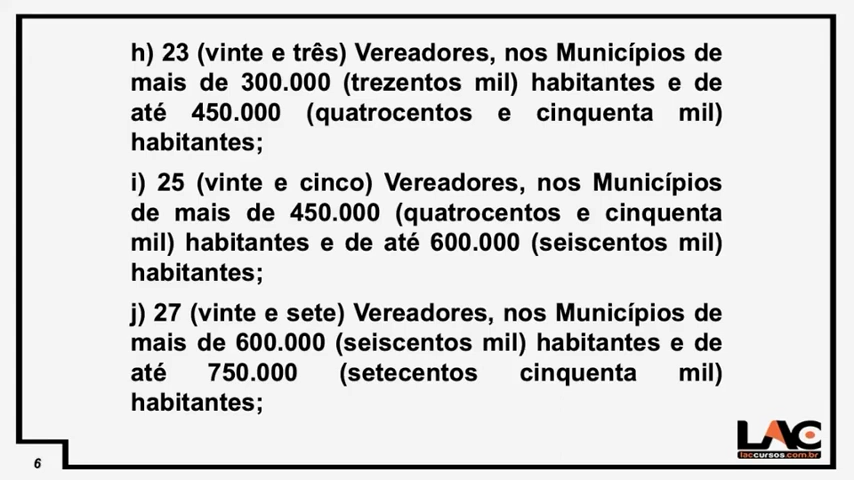 h) 23 (vinte e três) Vereadores, nos Municípios de
mais de 300.000 (trezentos mil) habitantes e de
até 450.000 (quatrocentos e cinquenta mil)
habitantes;
i) 25 (vinte e cinco) Vereadores, nos Municípios
de mais de 450.000 (quatrocentos e cinquenta
mil) habitantes e de até 600.000 (seiscentos mil)
habitantes;
j) 27 (vinte e sete) Vereadores, nos Municípios de
mais de 600.000 (seiscentos mil) habitantes e de
até 750.000 (setecentos cinquenta mil)
habitantes;
LAC
laccursos.com.br
6